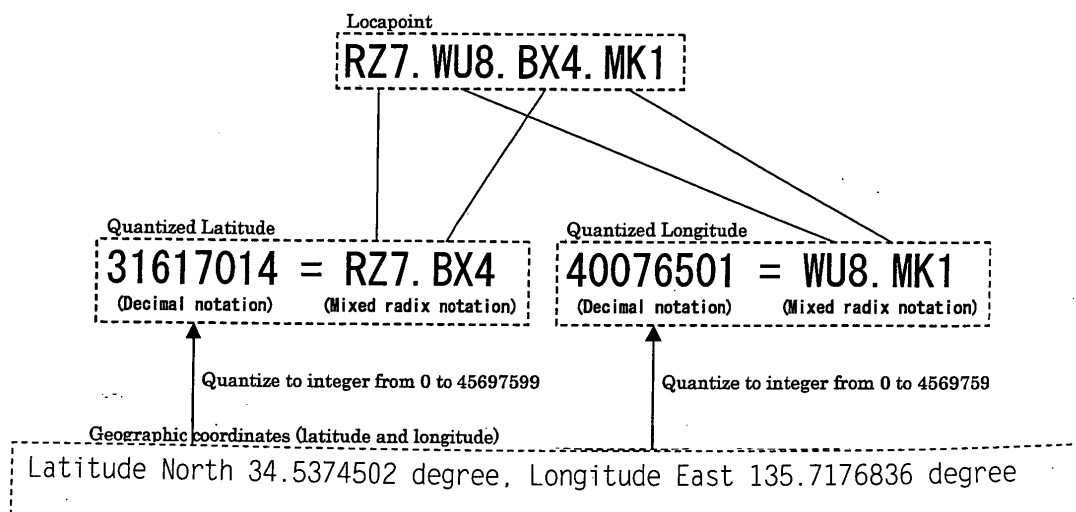 Locapoint
RZ7. WU8. BX4. MK1
Quantized Latitude
31617014 = RZ7. BX4
(Decimal notation) (Mixed radix notation)
Quantized Longitude
40076501 = WU8. MK1
(Decimal notation) (Mixed radix notation)
Quantize to integer from 0 to 45697599
Quantize to integer from 0 to 4569759
Geographic coordinates (latitude and longitude)
Latitude North 34.5374502 degree, Longitude East 135.7176836 degree